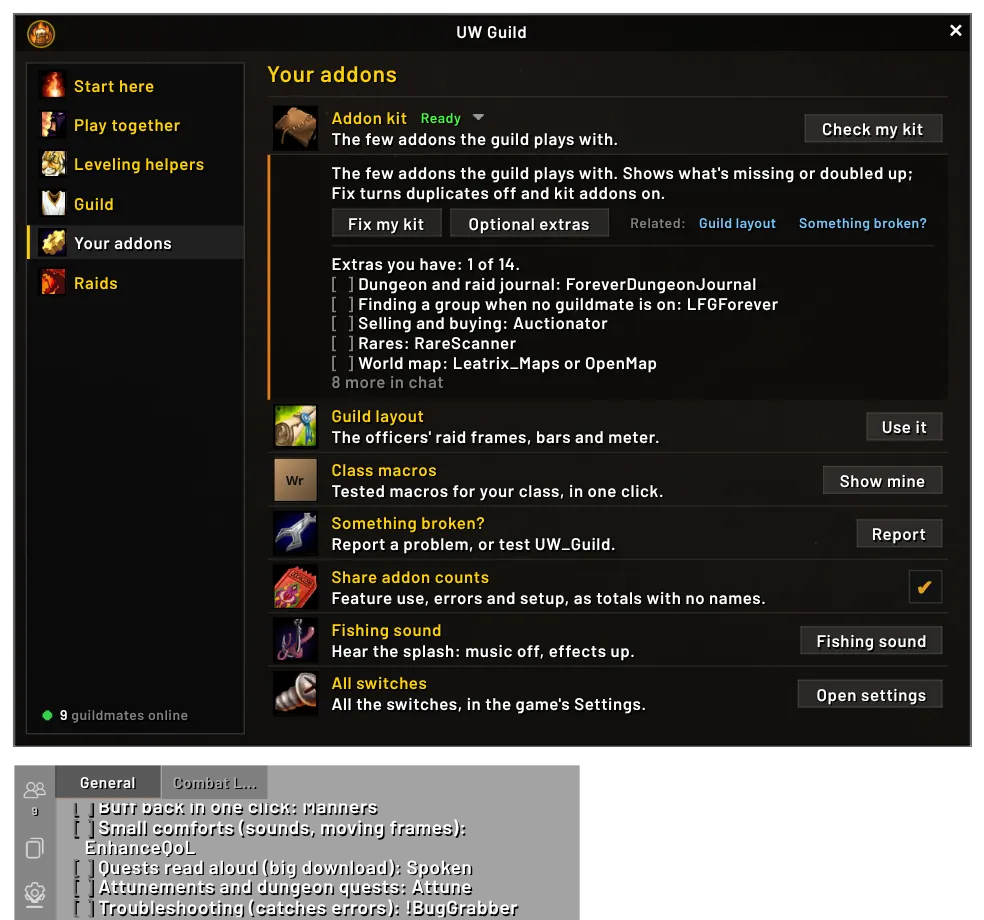 UW Guild
Start here
Play together
Leveling helpers
Guild
Your addons
Raids
9 guildmates online
Your addons
Addon kit Ready
The few addons the guild plays with.
Check my kit
The few addons the guild plays with. Shows what's missing or doubled up;
Fix turns duplicates off and kit addons on.
Fix my kit
Optional extras
Related: Guild layout Something broken?
Extras you have: 1 of 14.
[ ] Dungeon and raid journal: ForeverDungeonJournal
[ ] Finding a group when no guildmate is on: LFGForever
[ ] Selling and buying: Auctionator
[ ] Rares: RareScanner
[ ] World map: Leatrix_Maps or OpenMap
8 more in chat
Guild layout
The officers' raid frames, bars and meter.
Use it
Wr
Class macros
Tested macros for your class, in one click.
Show mine
Something broken?
Report a problem, or test UW_Guild.
Report
Share addon counts
Feature use, errors and setup, as totals with no names.
Fishing sound
Hear the splash: music off, effects up.
Fishing sound
All switches
All the switches, in the game's Settings.
Open settings
General
Combat L...
9
[ ] Buff back in one click: Manners
[ ] Small comforts (sounds, moving frames):
EnhanceQoL
[ ] Quests read aloud (big download): Spoken
[ ] Attunements and dungeon quests: Attune
[ ] Troubleshooting (catches errors): !BugGrabber